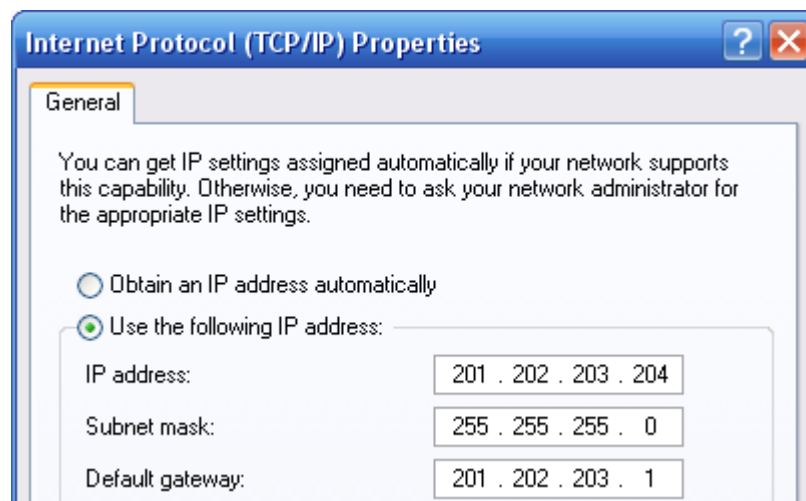 Internet Protocol (TCP/IP) Properties
General
You can get IP settings assigned automatically if your network supports
this capability. Otherwise, you need to ask your network administrator for
the appropriate IP settings.
Obtain an IP address automatically
Use the following IP address:
IP address: 201 . 202 . 203 . 204
Subnet mask: 255 . 255 . 255 . 0
Default gateway: 201 . 202 . 203 . 1